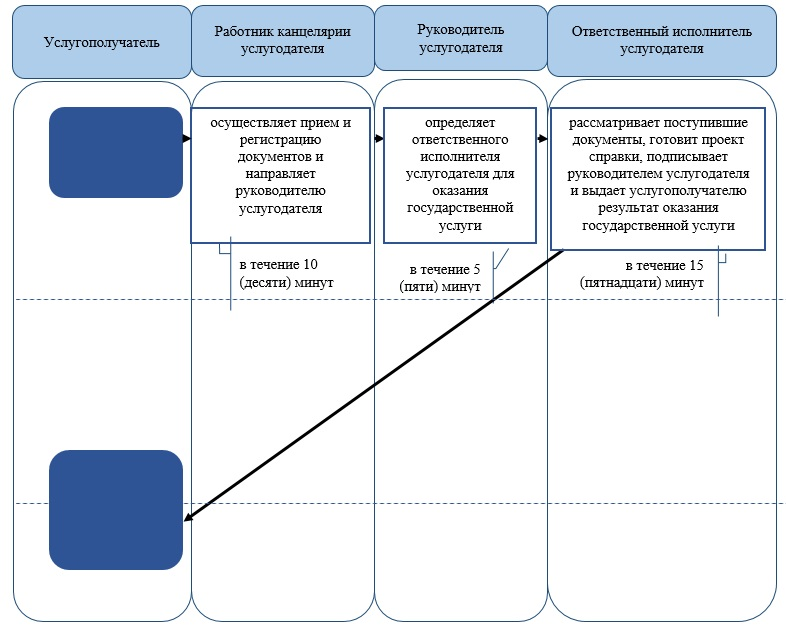 Услугополучатель
Работник канцелярии
услугодателя
Руководитель
услугодателя
Ответственный исполнитель
услугодателя
осуществляет прием и
регистрацию
документов и
направляет
руководителю
услугодателя
определяет
ответственного
исполнителя
услугодателя для
оказания
государственной
услуги
рассматривает поступившие
документы, готовит проект
справки, подписывает
руководителем услугодателя
и выдает услугополучателю
результат оказания
государственной услуги
в течение 10
(десяти) минут
в течение 5
(пяти) минут
в течение 15
(пятнадцати) минут